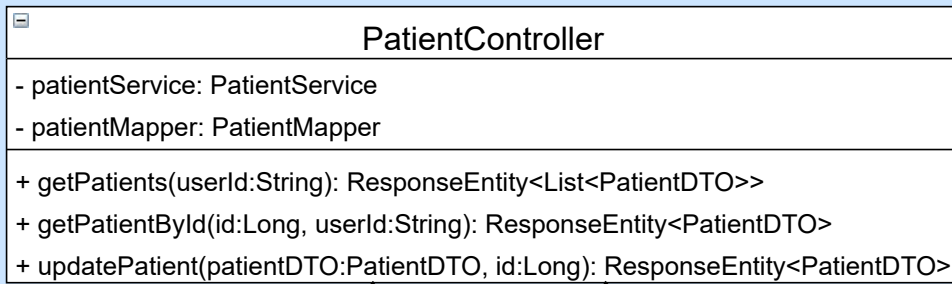 PatientController
- patientService: PatientService
- patientMapper: PatientMapper
+ getPatients(userId:String): ResponseEntity<List<PatientDTO>>
+ getPatientById(id:Long, userId:String): ResponseEntity<PatientDTO>
+ updatePatient(patientDTO:PatientDTO, id:Long): ResponseEntity<PatientDTO>